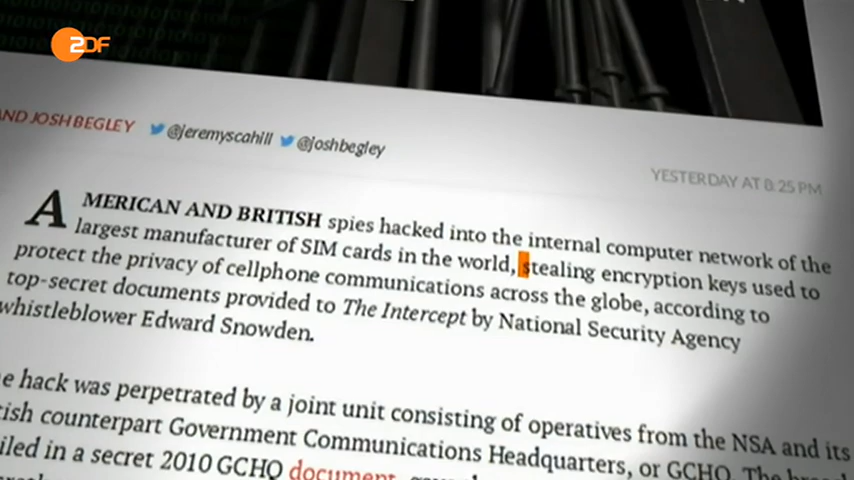 ZDF
AND JOSH BEGLEY @jeremyscahill @joshbegley
YESTERDAY AT 8:25 PM
AMERICAN AND BRITISH spies hacked into the internal computer network of the
largest manufacturer of SIM cards in the world, stealing encryption keys used to
protect the privacy of cellphone communications across the globe, according to
top-secret documents provided to The Intercept by National Security Agency
whistleblower Edward Snowden.
hack was perpetrated by a joint unit consisting of operatives from the NSA and its
counterpart Government Communications Headquarters, or GCHQ. The
in a secret 2010 GCHQ document,